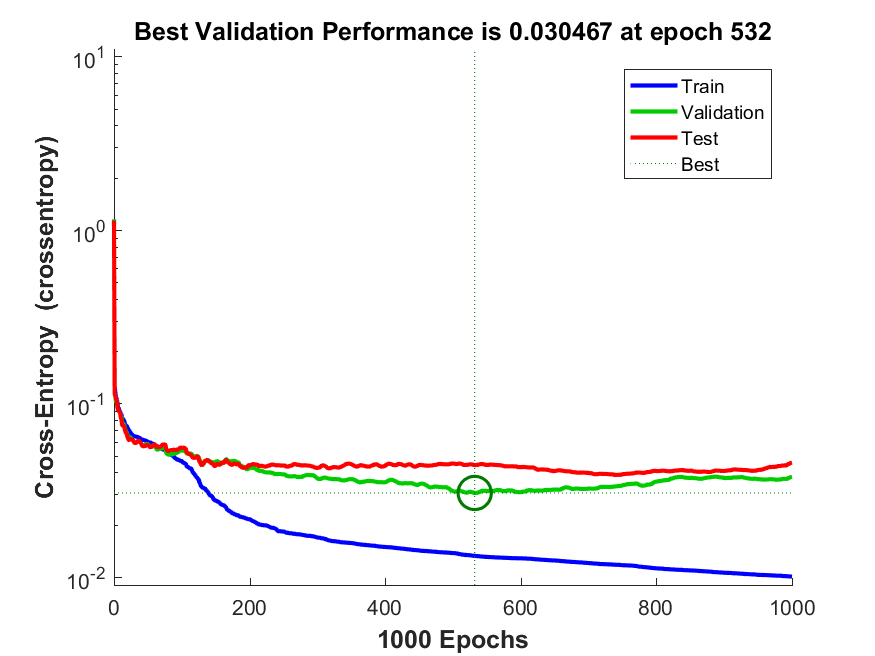 Best Validation Performance is 0.030467 at epoch 532
Cross-Entropy (crossentropy)
10^1
10^0
10^-1
10^-2
Train
Validation
Test
Best
0 200 400 600 800 1000
1000 Epochs